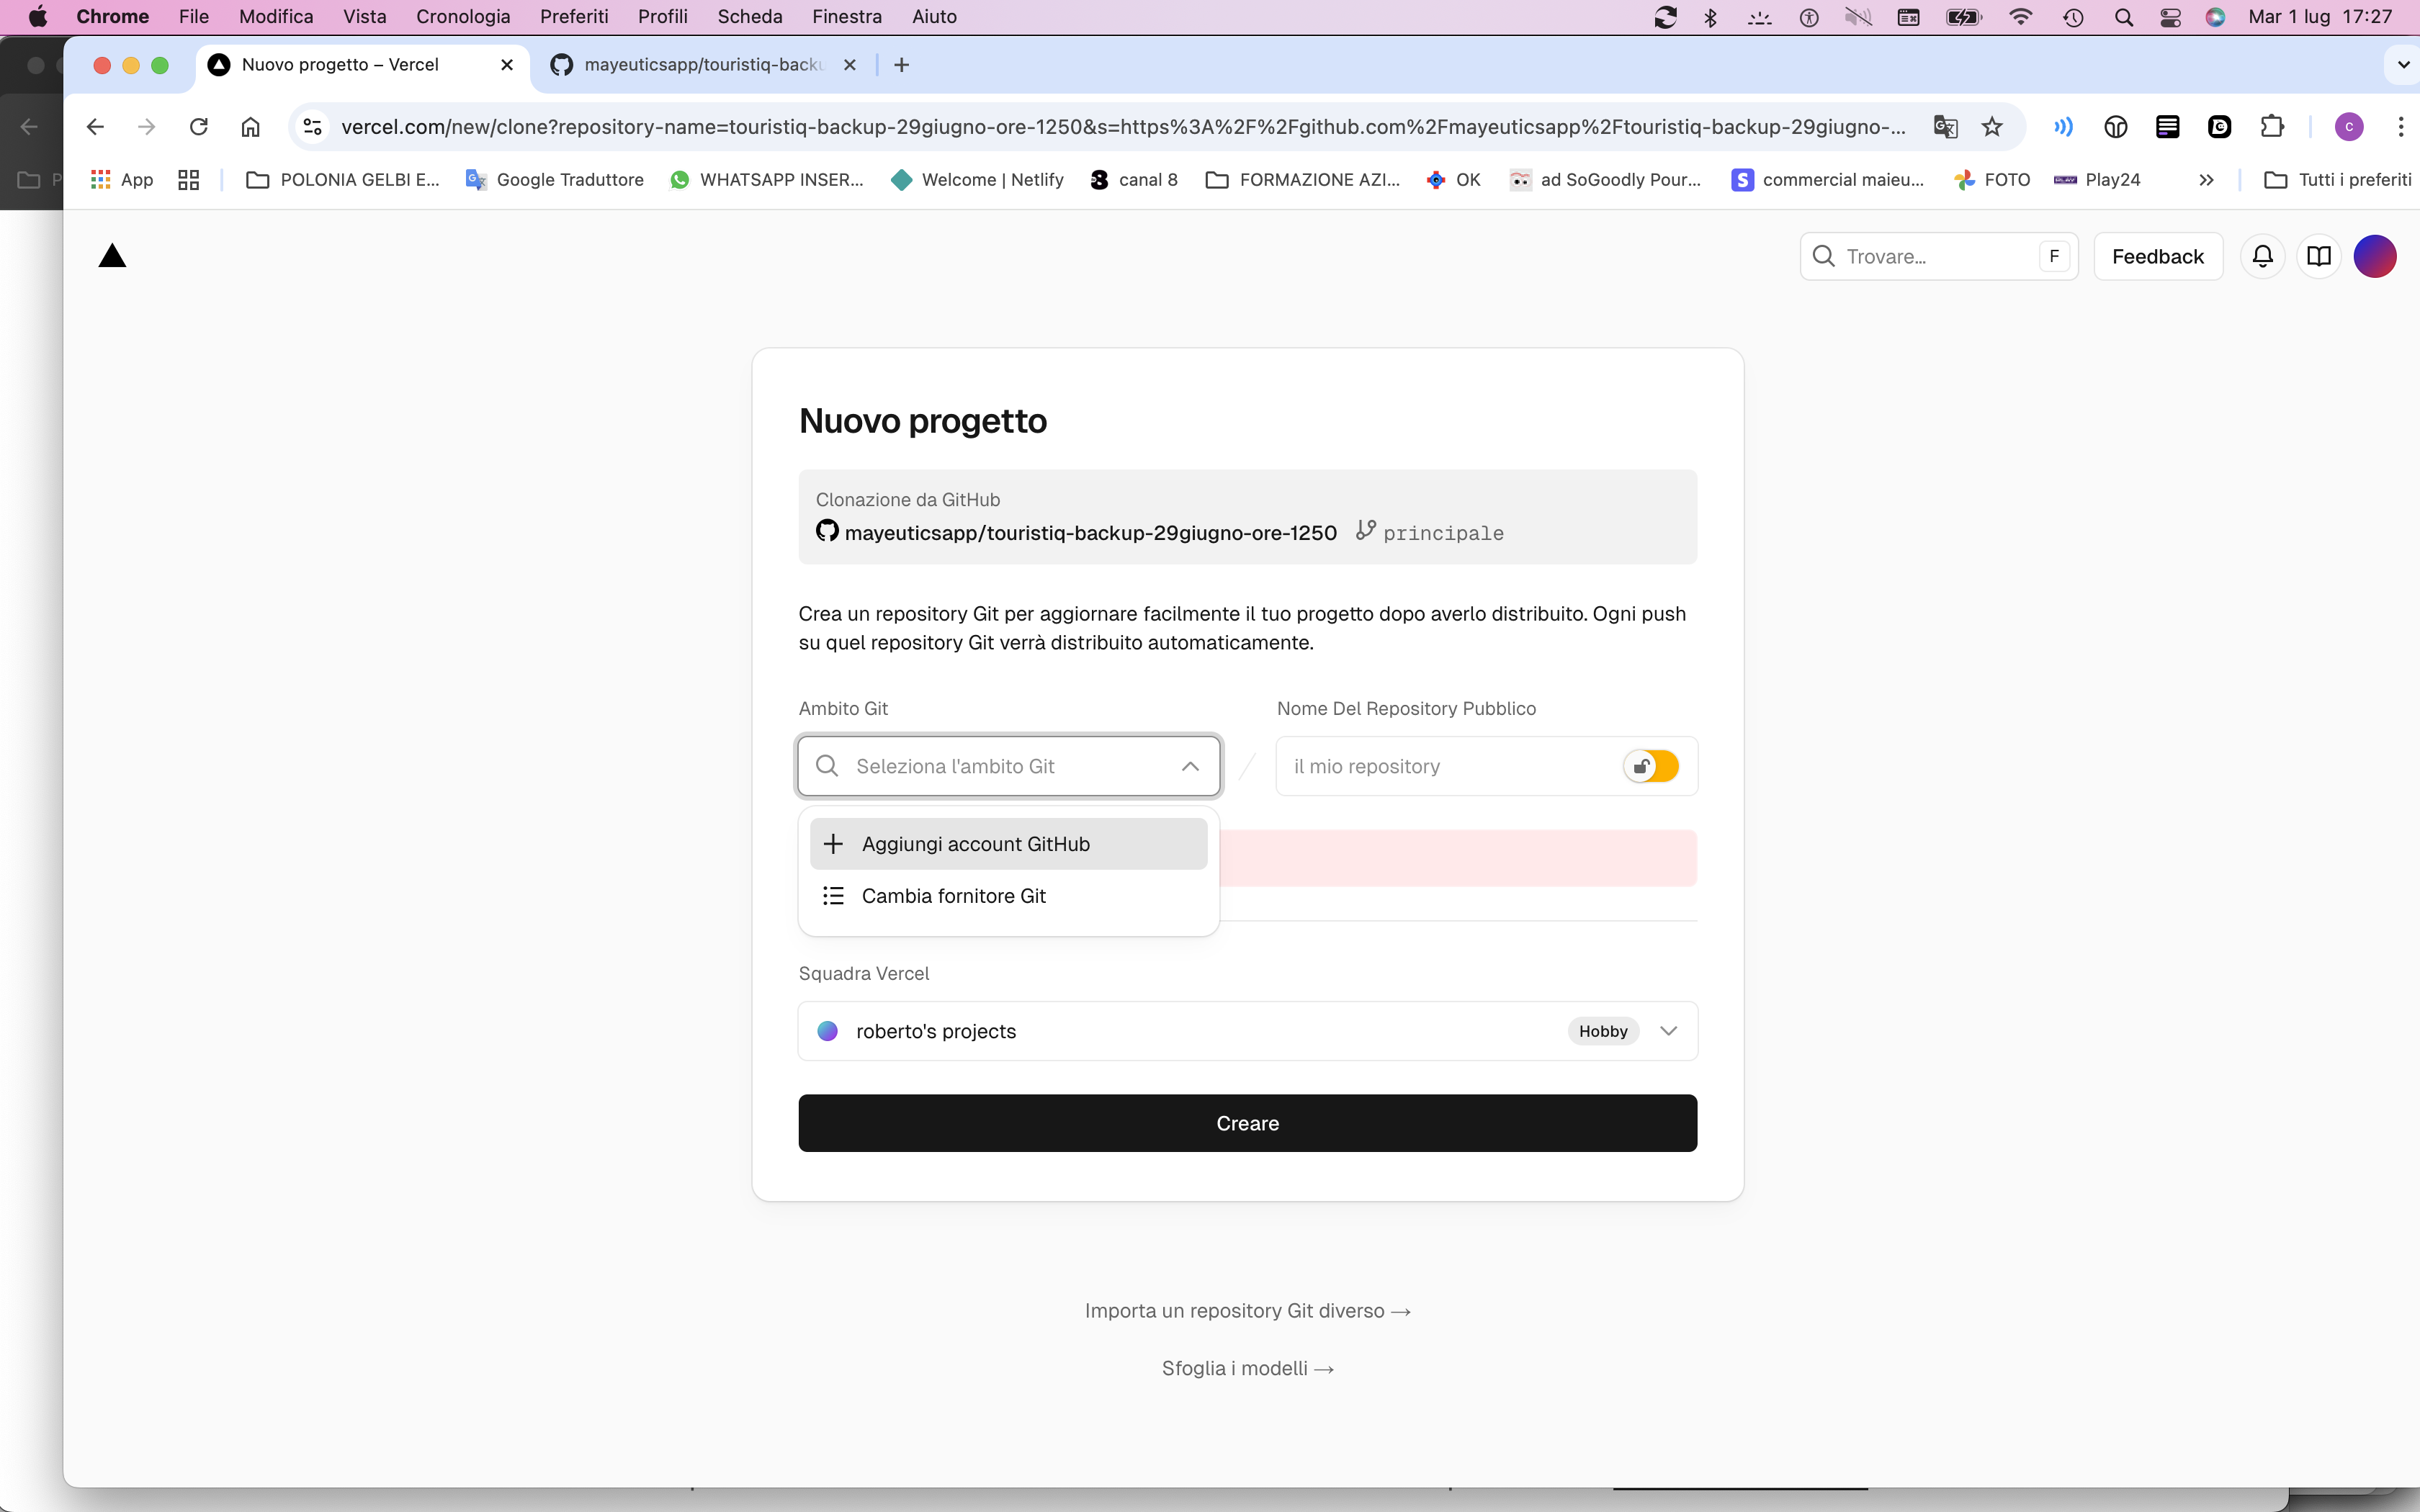 Chrome File Modifica Vista Cronologia Preferiti Profili Scheda Finestra Aiuto Mar 1 lug 17:27
Nuovo progetto – Vercel mayeuticsapp/touristiq-backu
vercel.com/new/clone?repository-name=touristiq-backup-29giugno-ore-1250&s=https%3A%2F%2Fgithub.com%2Fmayeuticsapp%2Ftouristiq-backup-29giugno-...
App POLONIA GELBI E... Google Traduttore WHATSAPP INSER... Welcome | Netlify canal 8 FORMAZIONE AZI... OK ad SoGoodly Pour... commercial maieu... FOTO Play24 Tutti i preferiti
Trovare... F Feedback
Nuovo progetto
Clonazione da GitHub
mayeuticsapp/touristiq-backup-29giugno-ore-1250 principale
Crea un repository Git per aggiornare facilmente il tuo progetto dopo averlo distribuito. Ogni push
su quel repository Git verrà distribuito automaticamente.
Ambito Git Nome Del Repository Pubblico
Seleziona l'ambito Git il mio repository
Aggiungi account GitHub
Cambia fornitore Git
Squadra Vercel
roberto's projects Hobby
Creare
Importa un repository Git diverso →
Sfoglia i modelli →